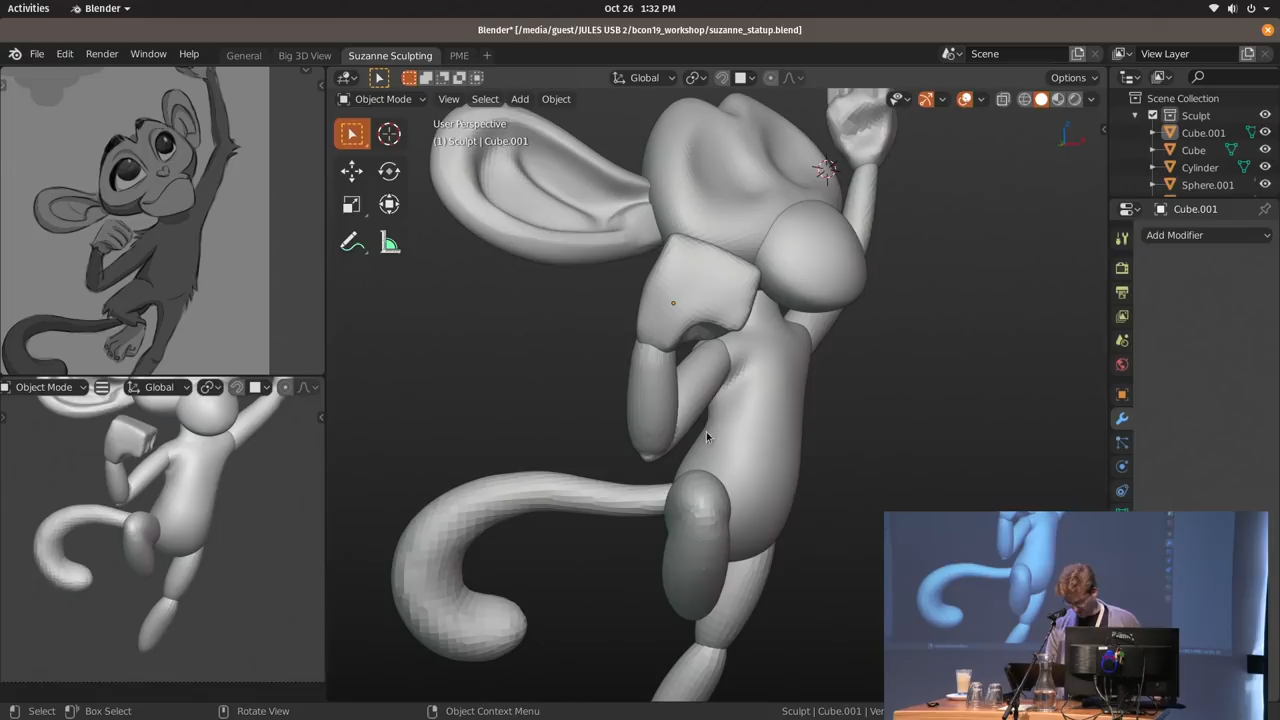 Activities Blender Oct 26 1:32 PM
Blender* [/media/guest/JULES USB 2/bcon19_workshop/suzanne_statup.blend]
File Edit Render Window Help General Big 3D View Suzanne Sculpting PME + Scene View Layer
Global Options
Object Mode View Select Add Object
User Perspective
(1) Sculpt | Cube.001
Scene Collection
Sculpt
Cube.001
Cube
Cylinder
Sphere.001
Cube.001
Add Modifier
Object Mode Global
Select Box Select Rotate View Object Context Menu Sculpt | Cube.001 | Ver